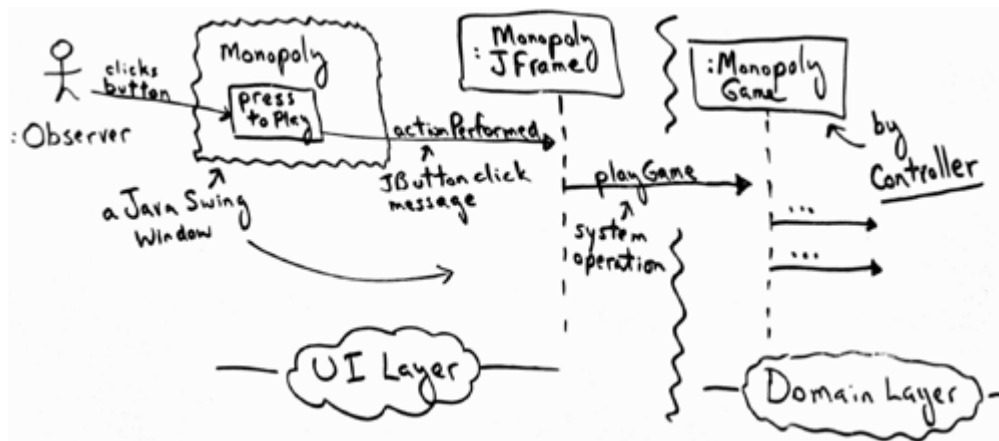 clicks
button
:Observer
Monopoly
press
to Play
a Java Swing
Window
actionPerformed
JButton click
message
Monopoly
: JFrame
playGame
system
operation
:Monopoly
Game
by
Controller
...
...
UI Layer
Domain Layer